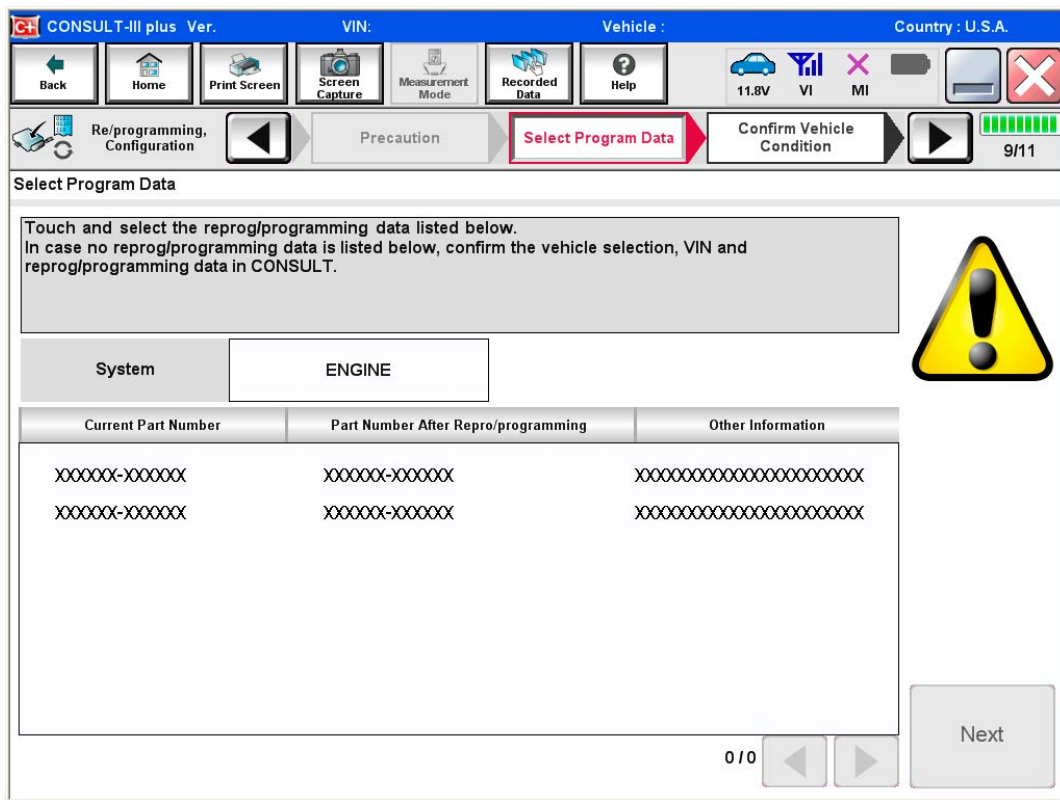 C+ CONSULT-III plus Ver. VIN: Vehicle : Country : U.S.A.
Back
Home
Print Screen
Screen
Capture
Measurement
Mode
Recorded
Data
Help
11.8V
VI
MI
Re/programming,
Configuration
Precaution
Select Program Data
Confirm Vehicle
Condition
9/11
Select Program Data
Touch and select the reprog/programming data listed below.
In case no reprog/programming data is listed below, confirm the vehicle selection, VIN and
reprog/programming data in CONSULT.
System ENGINE
Current Part Number Part Number After Repro/programming Other Information
XXXXXX-XXXXXX XXXXXX-XXXXXX XXXXXXXXXXXXXXXXXXXXXX
XXXXXX-XXXXXX XXXXXX-XXXXXX XXXXXXXXXXXXXXXXXXXXXX
Next
0/0